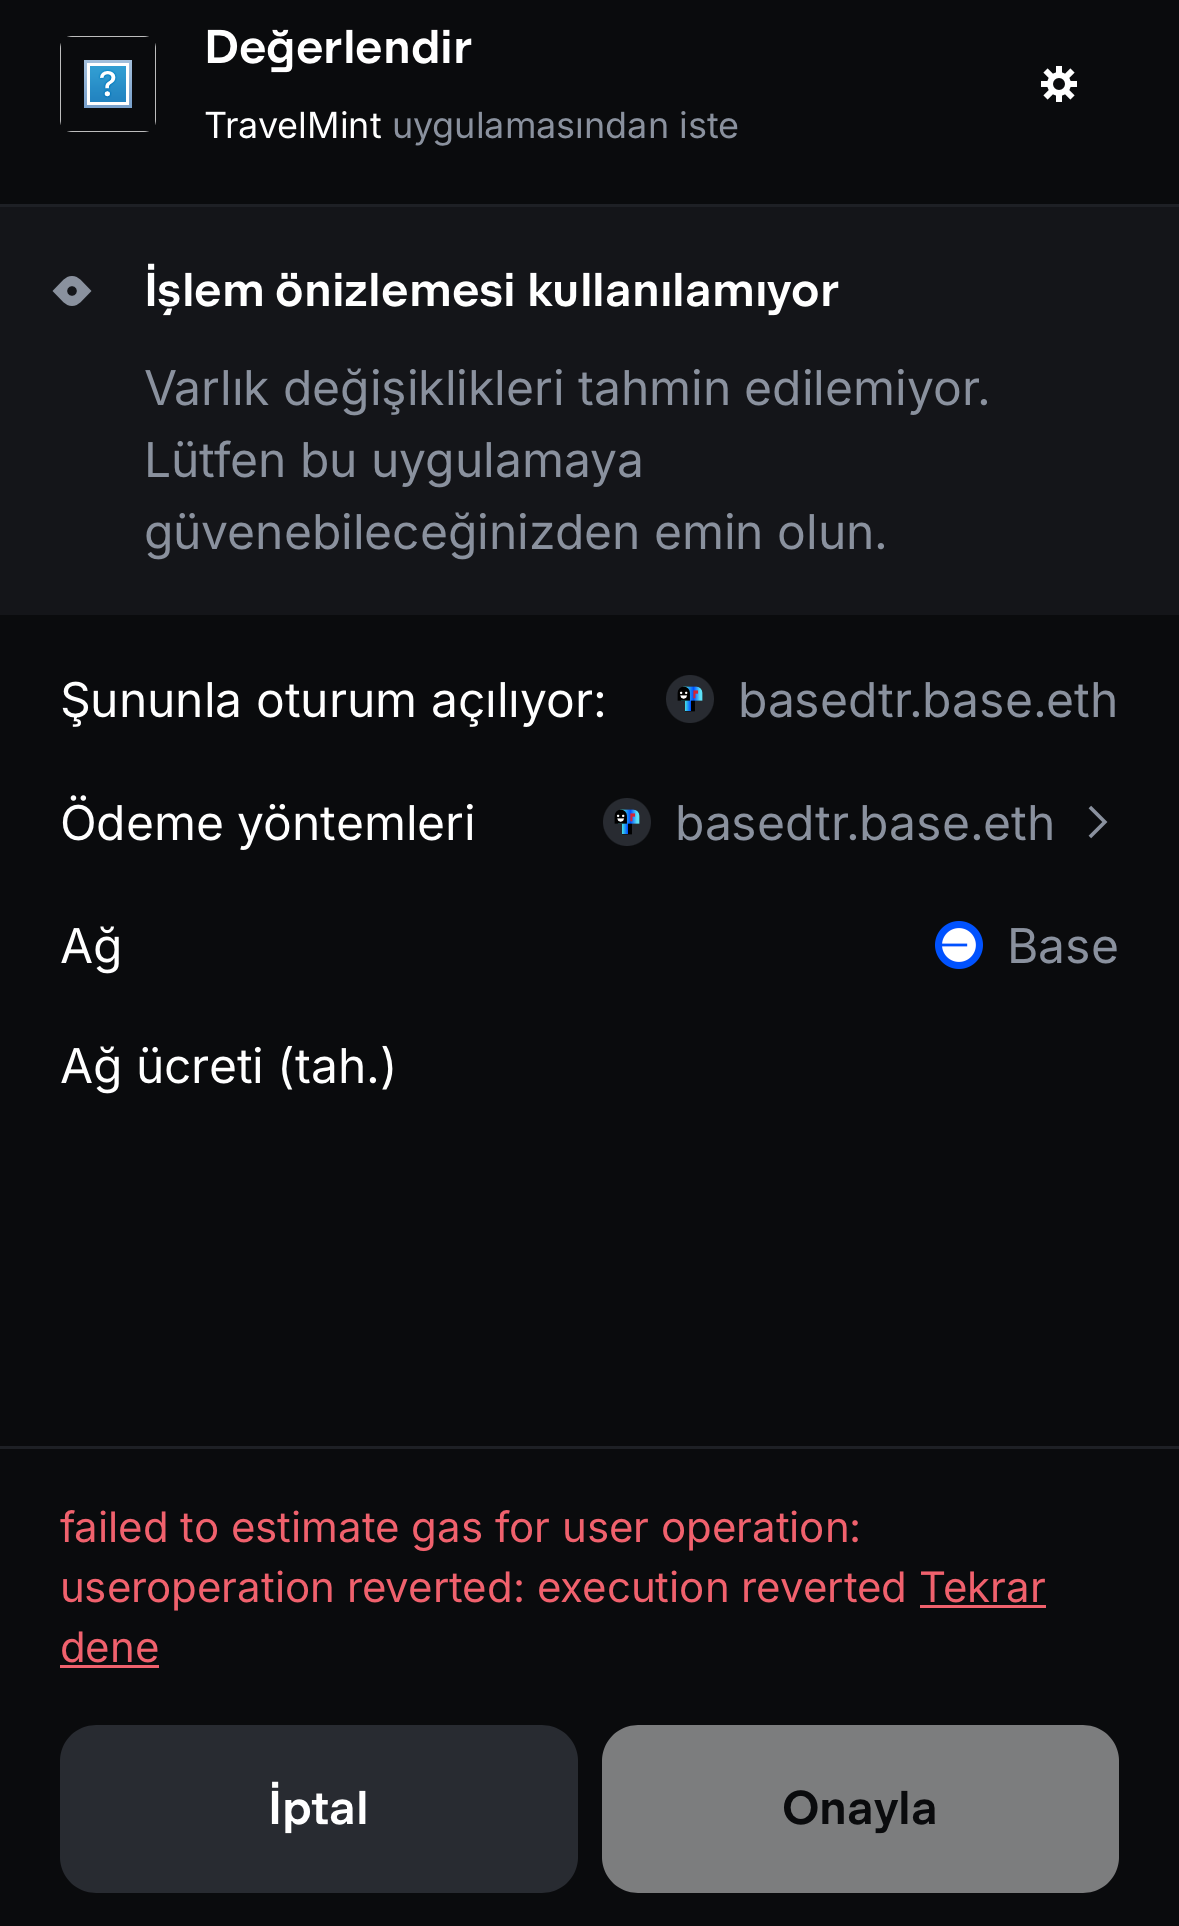 Değerlendir
TravelMint uygulamasından iste
İşlem önizlemesi kullanılamıyor
Varlık değişiklikleri tahmin edilemiyor.
Lütfen bu uygulamaya
güvenebileceğinizden emin olun.
Şununla oturum açılıyor: basedtr.base.eth
Ödeme yöntemleri basedtr.base.eth
Ağ Base
Ağ ücreti (tah.)
failed to estimate gas for user operation:
useroperation reverted: execution reverted Tekrar
dene
İptal Onayla